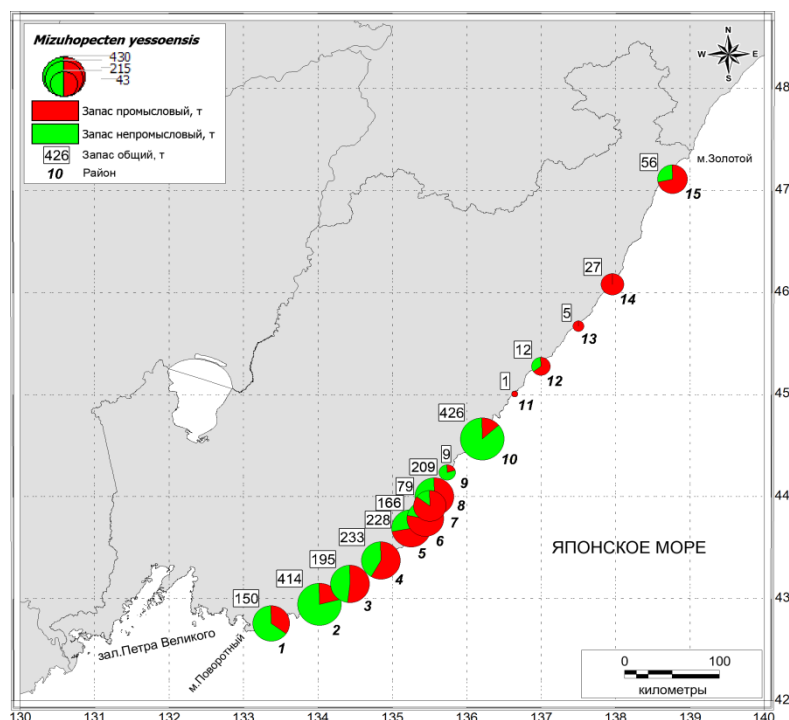 Mizuhopecten yessoensis
430
215
43
Запас промысловый, т
Запас непромысловый, т
426 Запас общий, т
10 Район
N
W E
S
48
м.Золотой
56
47
15
27
46
14
5
13
12
12
45
1
11
426
10
9
9
209
44
79
8
166
7
228
6
5
233
ЯПОНСКОЕ МОРЕ
4
195
3
414
43
2
150
1
зал.Петра Великого
м.Поворотный
0 100
километры
42
130 131 132 133 134 135 136 137 138 139 140